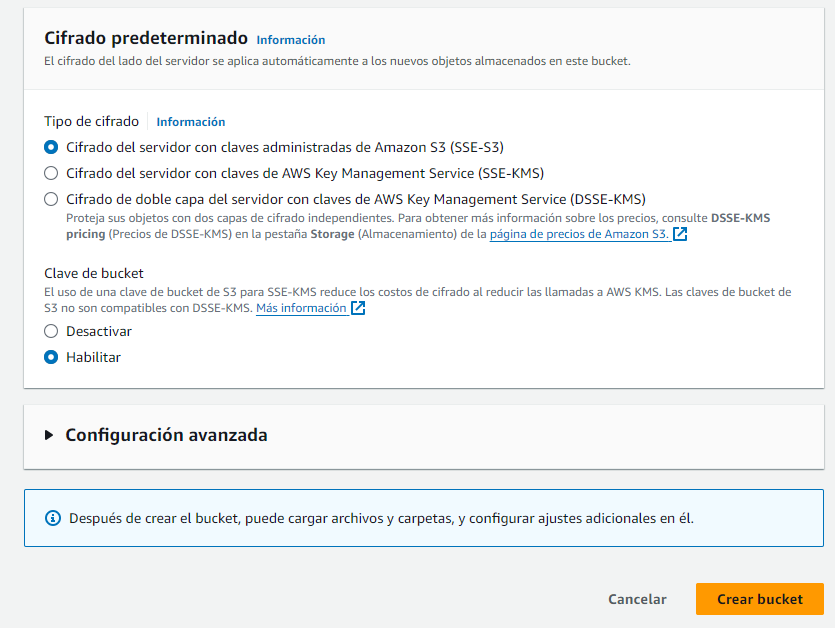 Cifrado predeterminado Información
El cifrado del lado del servidor se aplica automáticamente a los nuevos objetos almacenados en este bucket.
Tipo de cifrado Información
Cifrado del servidor con claves administradas de Amazon S3 (SSE-S3)
Cifrado del servidor con claves de AWS Key Management Service (SSE-KMS)
Cifrado de doble capa del servidor con claves de AWS Key Management Service (DSSE-KMS)
Proteja sus objetos con dos capas de cifrado independientes. Para obtener más información sobre los precios, consulte DSSE-KMS
pricing (Precios de DSSE-KMS) en la pestaña Storage (Almacenamiento) de la página de precios de Amazon S3.
Clave de bucket
El uso de una clave de bucket de S3 para SSE-KMS reduce los costos de cifrado al reducir las llamadas a AWS KMS. Las claves de bucket de
S3 no son compatibles con DSSE-KMS. Más información
Desactivar
Habilitar
Configuración avanzada
Después de crear el bucket, puede cargar archivos y carpetas, y configurar ajustes adicionales en él.
Cancelar Crear bucket